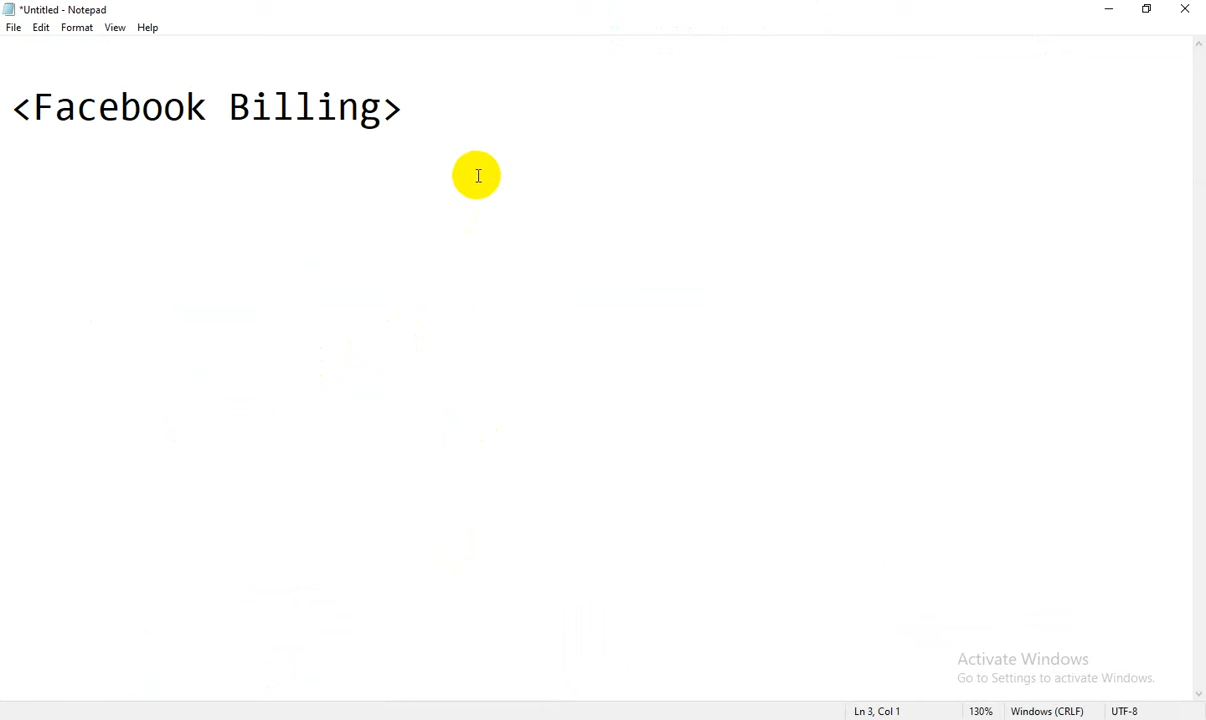 *Untitled - Notepad
File Edit Format View Help
<Facebook Billing>
Activate Windows
Go to Settings to activate Windows.
Ln 3, Col 1 130% Windows (CRLF) UTF-8